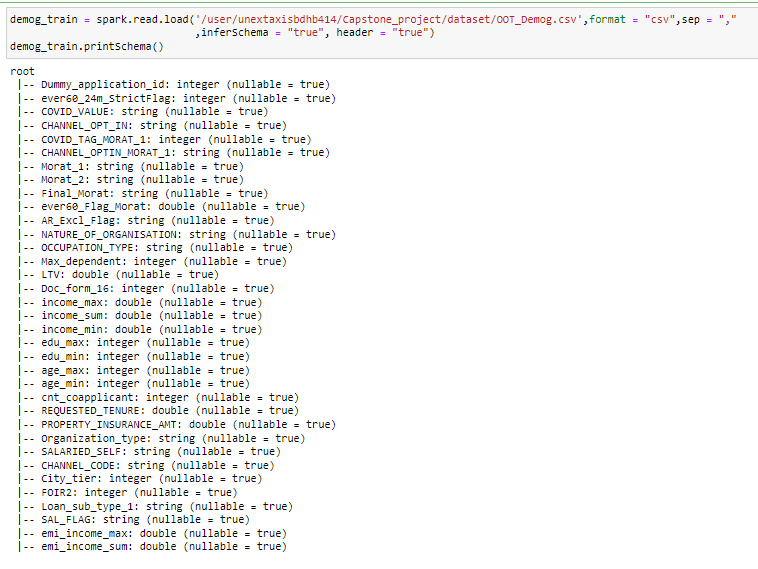 demog_train = spark.read.load('/user/unextaxisbdhb414/Capstone_project/dataset/OOT_Demog.csv',format = "csv",sep = ","
,inferSchema = "true", header = "true")
demog_train.printSchema()
root
|-- Dummy_application_id: integer (nullable = true)
|-- ever60_24m_StrictFlag: integer (nullable = true)
|-- COVID_VALUE: string (nullable = true)
|-- CHANNEL_OPT_IN: string (nullable = true)
|-- COVID_TAG_MORAT_1: integer (nullable = true)
|-- CHANNEL_OPTIN_MORAT_1: string (nullable = true)
|-- Morat_1: string (nullable = true)
|-- Morat_2: string (nullable = true)
|-- Final_Morat: string (nullable = true)
|-- ever60_Flag_Morat: double (nullable = true)
|-- AR_Excl_Flag: string (nullable = true)
|-- NATURE_OF_ORGANISATION: string (nullable = true)
|-- OCCUPATION_TYPE: string (nullable = true)
|-- Max_dependent: integer (nullable = true)
|-- LTV: double (nullable = true)
|-- Doc_form_16: integer (nullable = true)
|-- income_max: double (nullable = true)
|-- income_sum: double (nullable = true)
|-- income_min: double (nullable = true)
|-- edu_max: integer (nullable = true)
|-- edu_min: integer (nullable = true)
|-- age_max: integer (nullable = true)
|-- age_min: integer (nullable = true)
|-- cnt_coapplicant: integer (nullable = true)
|-- REQUESTED_TENURE: double (nullable = true)
|-- PROPERTY_INSURANCE_AMT: double (nullable = true)
|-- Organization_type: string (nullable = true)
|-- SALARIED_SELF: string (nullable = true)
|-- CHANNEL_CODE: string (nullable = true)
|-- City_tier: integer (nullable = true)
|-- FOIR2: integer (nullable = true)
|-- Loan_sub_type_1: string (nullable = true)
|-- SAL_FLAG: string (nullable = true)
|-- emi_income_max: double (nullable = true)
|-- emi_income_sum: double (nullable = true)